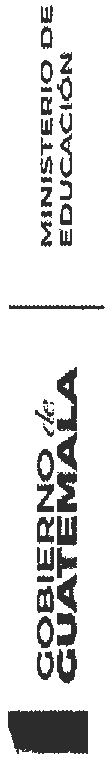 GOBIERNO de
GUATEMALA
MINISTERIO DE
EDUCACIÓN